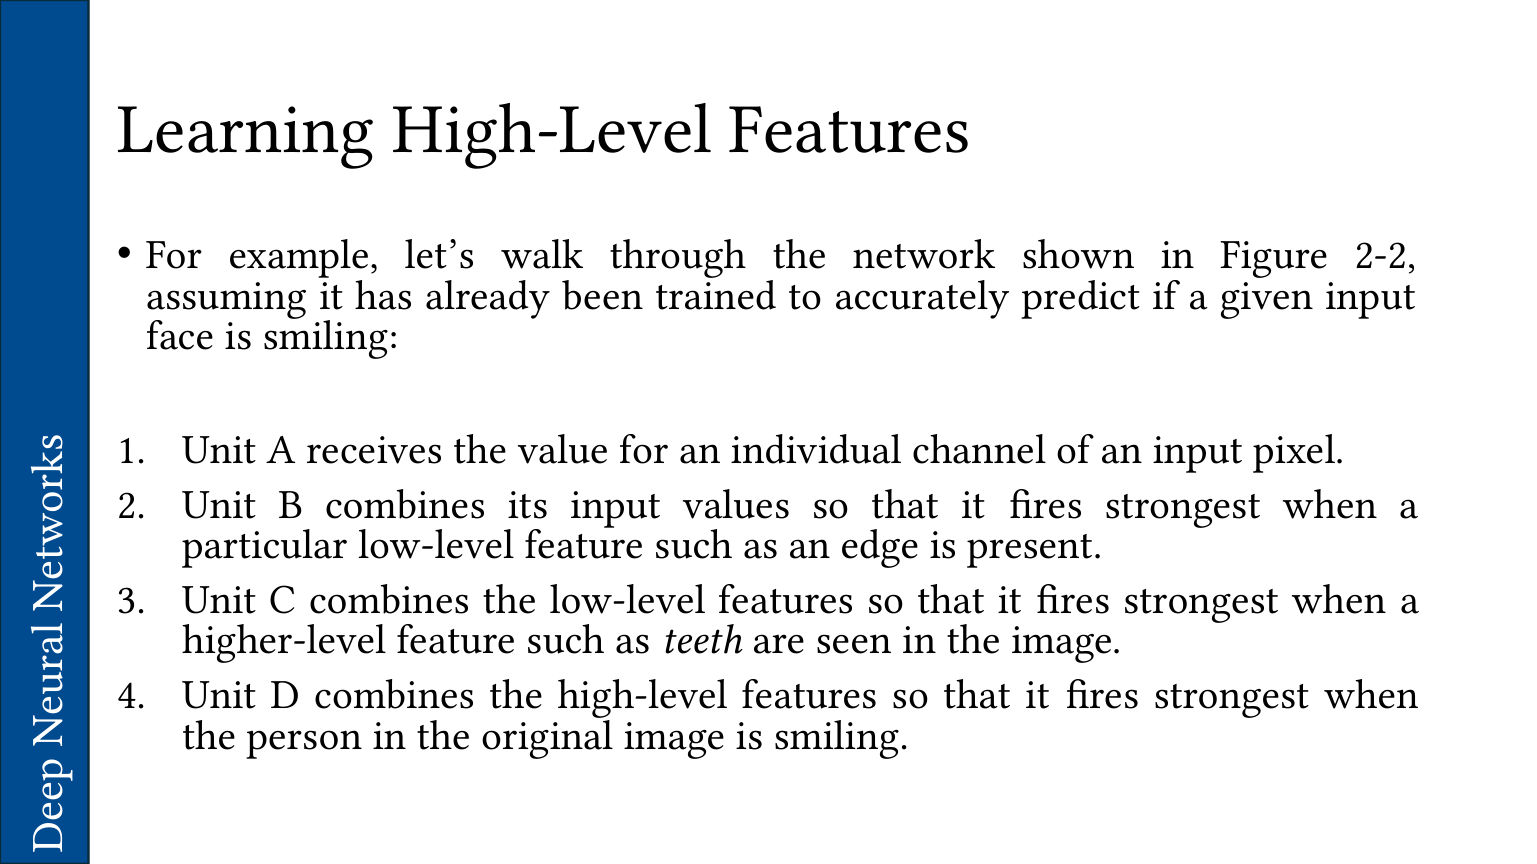 Learning High-Level Features
• For example, let’s walk through the network shown in Figure 2-2,
assuming it has already been trained to accurately predict if a given input
face is smiling:
1. Unit A receives the value for an individual channel of an input pixel.
2. Unit B combines its input values so that it fires strongest when a
particular low-level feature such as an edge is present.
3. Unit C combines the low-level features so that it fires strongest when a
higher-level feature such as teeth are seen in the image.
4. Unit D combines the high-level features so that it fires strongest when
the person in the original image is smiling.
Deep Neural Networks